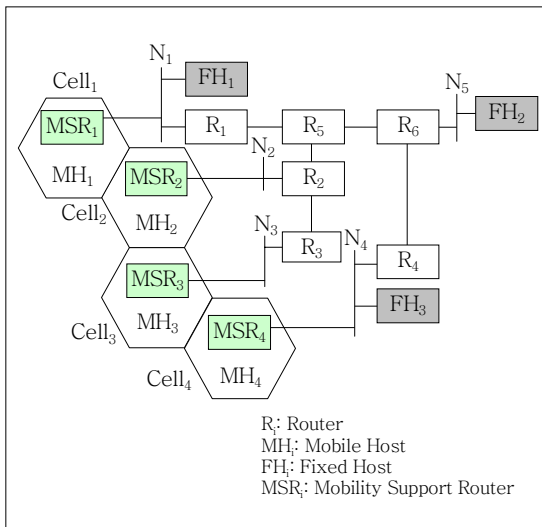 N₁
N₅
Cell₁
FH₁
FH₂
MSR₁
R₁
R₅
R₆
N₂
MH₁
MSR₂
R₂
Cell₂
MH₂
N₃
N₄
R₃
R₄
MSR₃
FH₃
Cell₃
MH₃
MSR₄
Cell₄
MH₄
Rᵢ: Router
MHᵢ: Mobile Host
FHᵢ: Fixed Host
MSRᵢ: Mobility Support Router